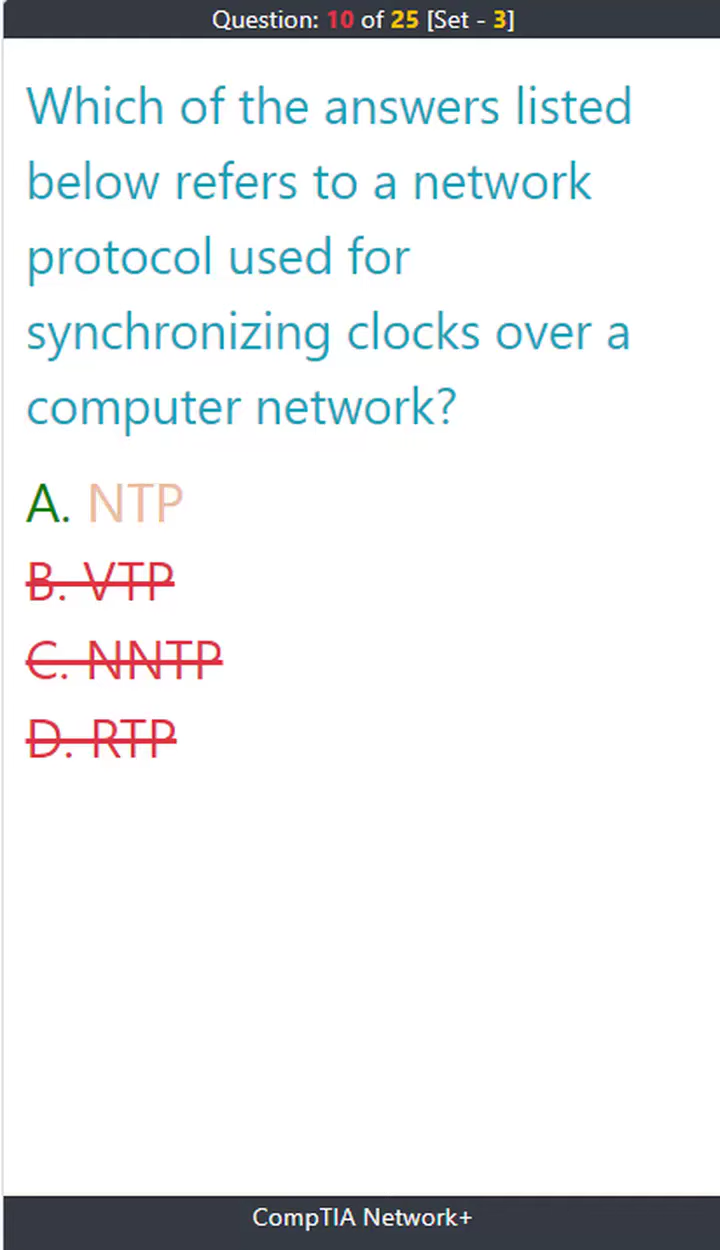 Question: 10 of 25 [Set - 3]
Which of the answers listed
below refers to a network
protocol used for
synchronizing clocks over a
computer network?
A. NTP
B. VTP
C. NNTP
D. RTP
CompTIA Network+